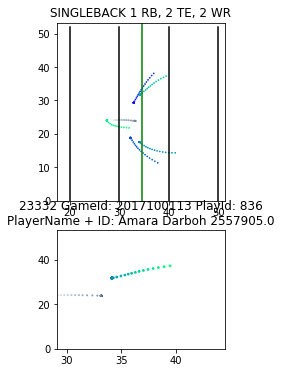 SINGLEBACK 1 RB, 2 TE, 2 WR
50
40
30
20
10
0
20 30 40 50
23332 GameId: 2017100113 PlayId: 836
PlayerName + ID: Amara Darboh 2557905.0
40
20
0
30 35 40